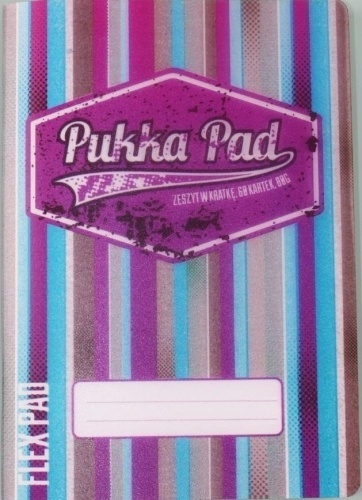 Pukka Pad
ZESZYT W KRATKĘ, 60 KARTEK, 80G
FLEX PAD